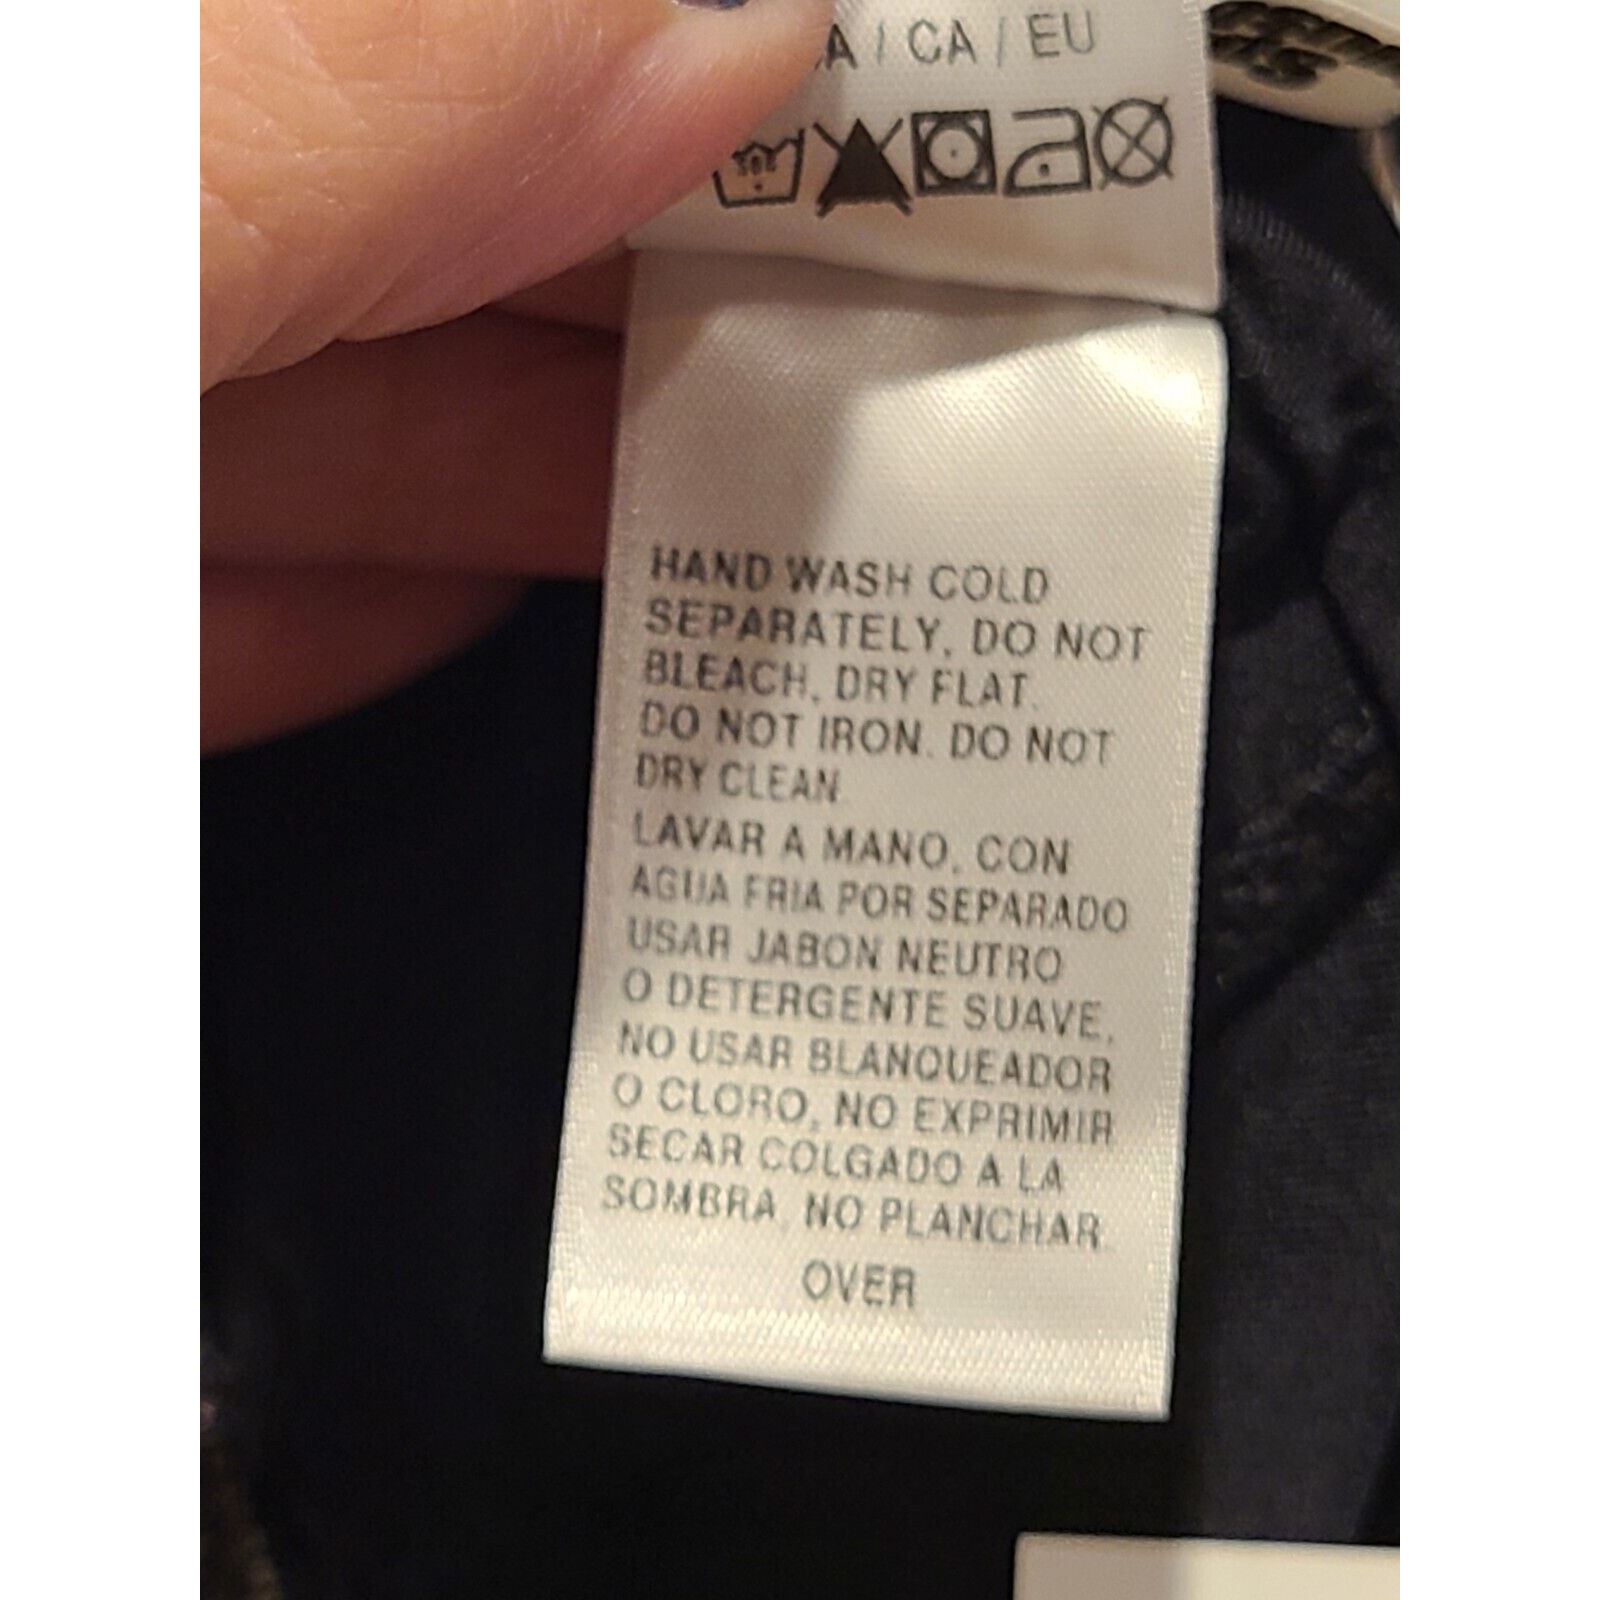 A / CA / EU
HAND WASH COLD
SEPARATELY, DO NOT
BLEACH, DRY FLAT.
DO NOT IRON. DO NOT
DRY CLEAN.
LAVAR A MANO, CON
AGUA FRIA POR SEPARADO
USAR JABON NEUTRO
O DETERGENTE SUAVE,
NO USAR BLANQUEADOR
O CLORO, NO EXPRIMIR
SECAR COLGADO A LA
SOMBRA, NO PLANCHAR.
OVER